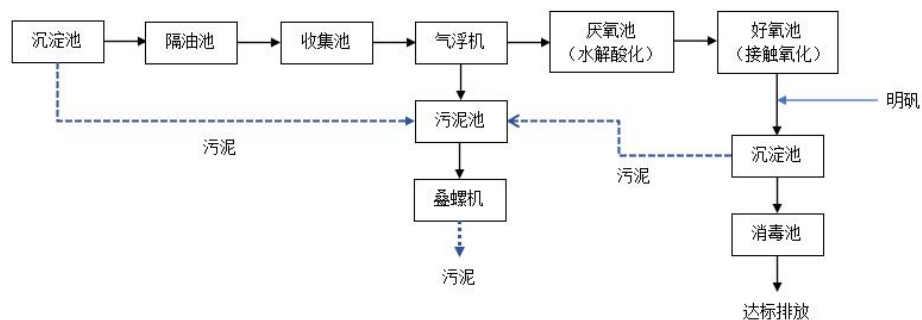 沉淀池
隔油池
收集池
气浮机
厌氧池
（水解酸化）
好氧池
（接触氧化）
明矾
污泥池
污泥
沉淀池
污泥
叠螺机
消毒池
污泥
达标排放